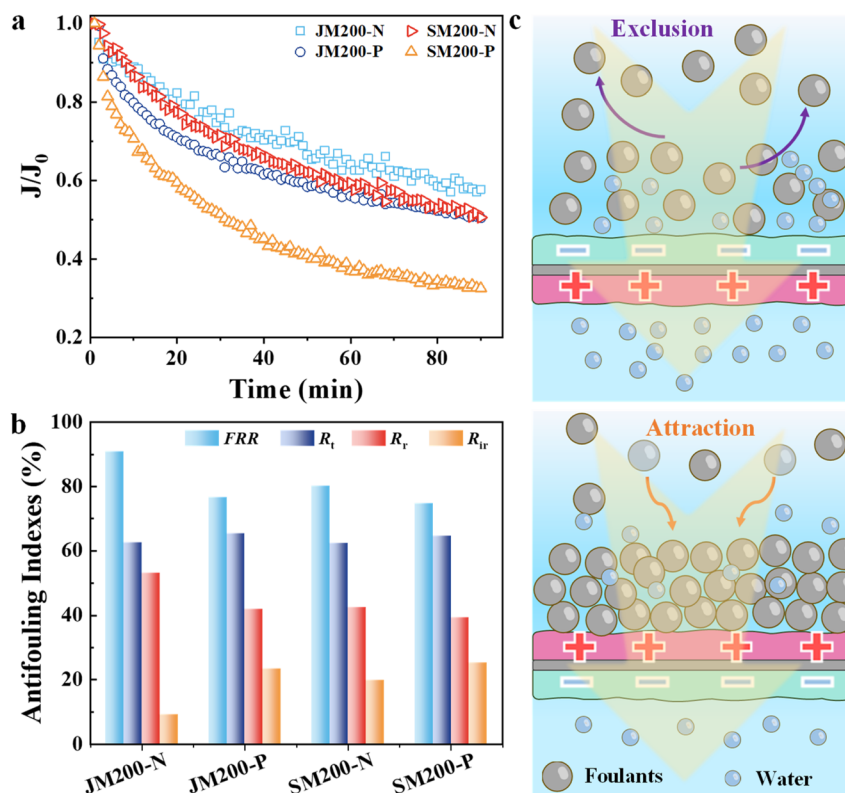 a
JM200-N SM200-N
JM200-P SM200-P
1.0
0.8
0.6
0.4
0.2
J/J0
0 20 40 60 80
Time (min)
b
FRR Rt Rr Rir
100
80
60
40
20
0
Antifouling Indexes (%)
JM200-N JM200-P SM200-N SM200-P
c
Exclusion
− − − −
+ + + +
Attraction
+ + + +
− − − −
Foulants Water